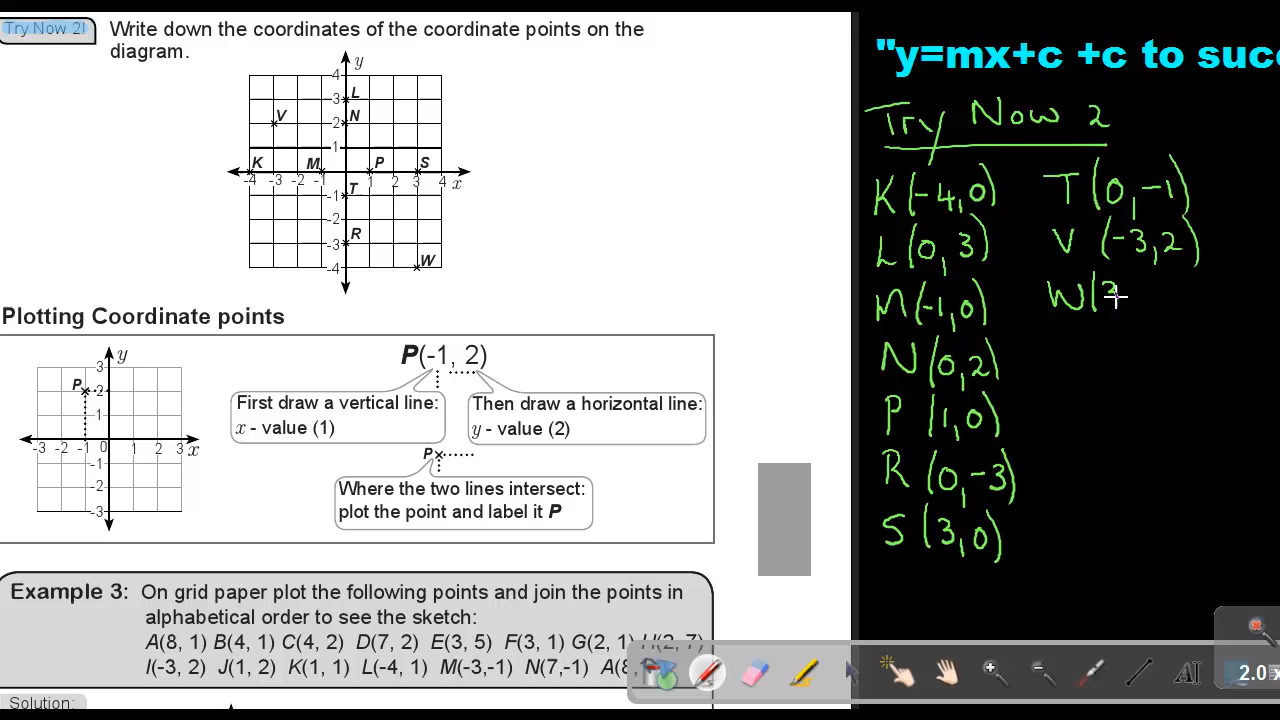 Try Now 2!
Write down the coordinates of the coordinate points on the
diagram.
y
4
3 L
V 2 N
1
K M P S
-4 -3 -2 -1 1 2 3 4 x
-1 T
-2
-3 R
-4 W
Plotting Coordinate points
y
3
P 2
1
-3 -2 -1 0 1 2 3 x
-1
-2
-3
P(-1, 2)
First draw a vertical line:
x - value (1)
Then draw a horizontal line:
y - value (2)
P
Where the two lines intersect:
plot the point and label it P
Example 3: On grid paper plot the following points and join the points in
alphabetical order to see the sketch:
A(8, 1) B(4, 1) C(4, 2) D(7, 2) E(3, 5) F(3, 1) G(2, 1) H(2, 7)
I(-3, 2) J(1, 2) K(1, 1) L(-4, 1) M(-3,-1) N(7,-1) A(8,
Solution:
"y=mx+c +c to succ
Try Now 2
K(-4,0)
L(0,3)
M(-1,0)
N(0,2)
P(1,0)
R(0,-3)
S(3,0)
T(0,-1)
V(-3,2)
W(3
AI
2.0 x